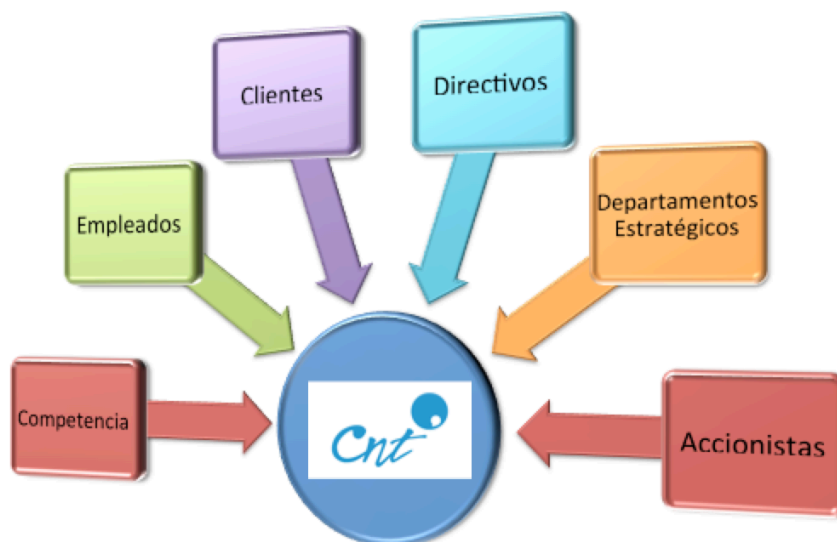 Clientes
Directivos
Empleados
Departamentos
Estratégicos
Competencia
Cnt
Accionistas